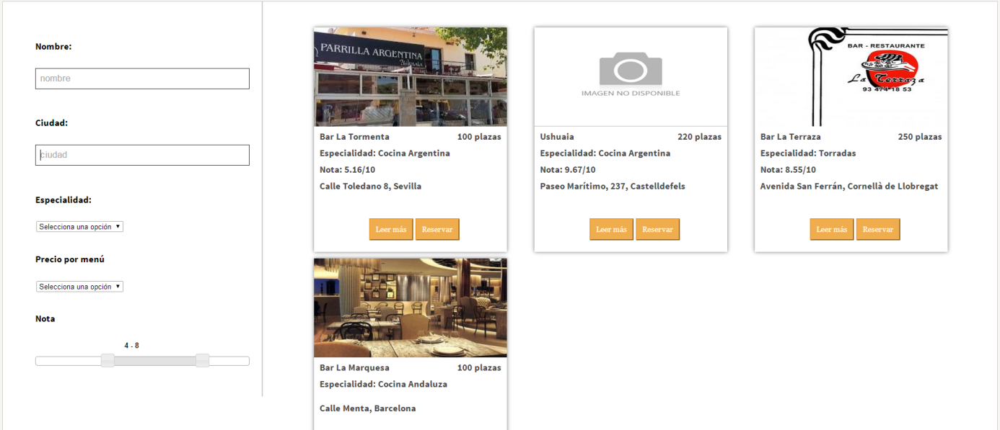 Nombre:
nombre
Ciudad:
ciudad
Especialidad:
Selecciona una opción
Precio por menú
Selecciona una opción
Nota
4 - 8
PARRILLA ARGENTINA
Ushuaia
Bar La Tormenta 100 plazas
Especialidad: Cocina Argentina
Nota: 5.16/10
Calle Toledano 8, Sevilla
Leer más Reservar
IMAGEN NO DISPONIBLE
Ushuaia 220 plazas
Especialidad: Cocina Argentina
Nota: 9.67/10
Paseo Marítimo, 237, Castelldefels
Leer más Reservar
BAR - RESTAURANTE
La Terraza
93 474 18 53
Bar La Terraza 250 plazas
Especialidad: Torradas
Nota: 8.55/10
Avenida San Ferrán, Cornellà de Llobregat
Leer más Reservar
Bar La Marquesa 100 plazas
Especialidad: Cocina Andaluza
Calle Menta, Barcelona